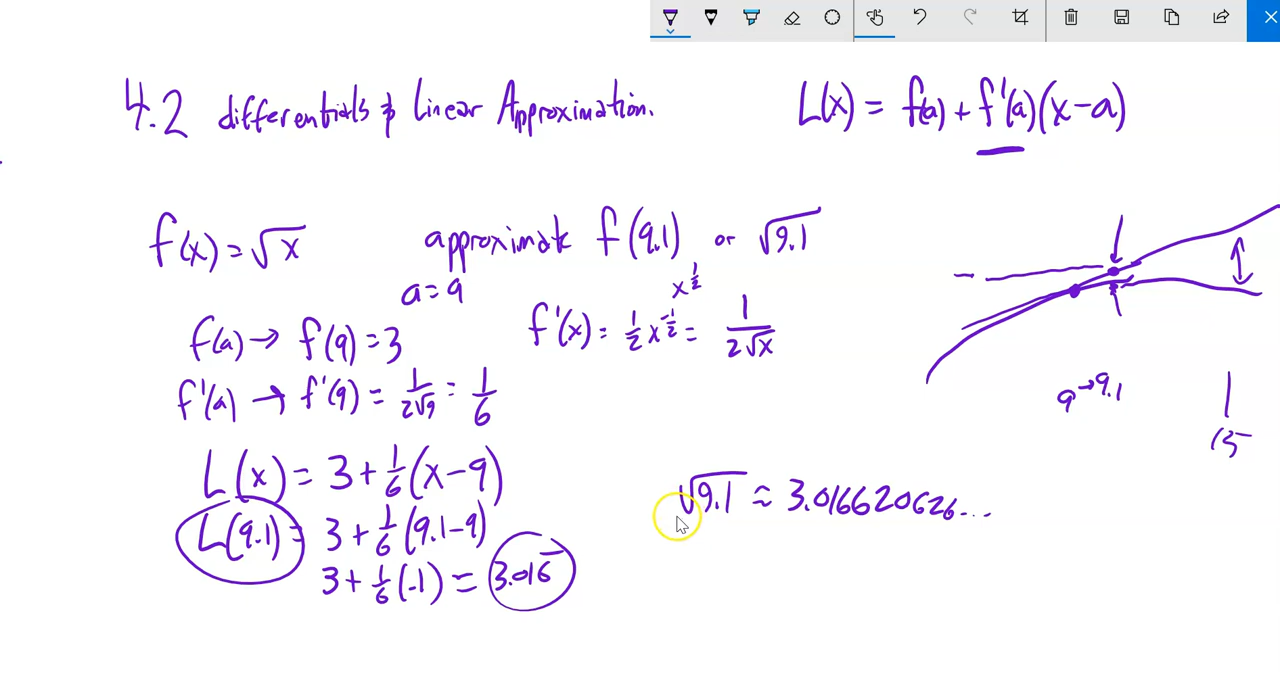 4.2 differentials & Linear Approximation.
L(x) = f(a) + f'(a)(x-a)
f(x) = √x
approximate f(9.1) or √9.1
a = 9
x^½
f(a) → f(9) = 3
f'(x) = ½ x^-½ = 1/(2√x)
f'(a) → f'(9) = 1/(2√9) = 1/6
9→9.1
15
L(x) = 3 + 1/6 (x-9)
L(9.1) = 3 + 1/6 (9.1-9)
3 + 1/6 (.1) = 3.016̅
√9.1 ≈ 3.016620626...